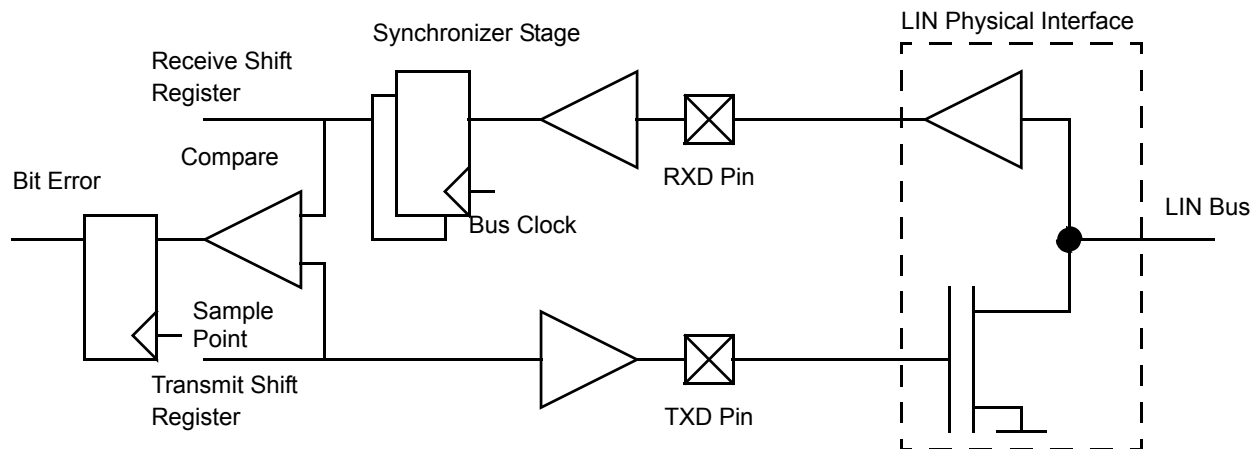 LIN Physical Interface
Synchronizer Stage
Receive Shift
Register
Compare
RXD Pin
Bit Error
Bus Clock
LIN Bus
Sample
Point
Transmit Shift
Register
TXD Pin